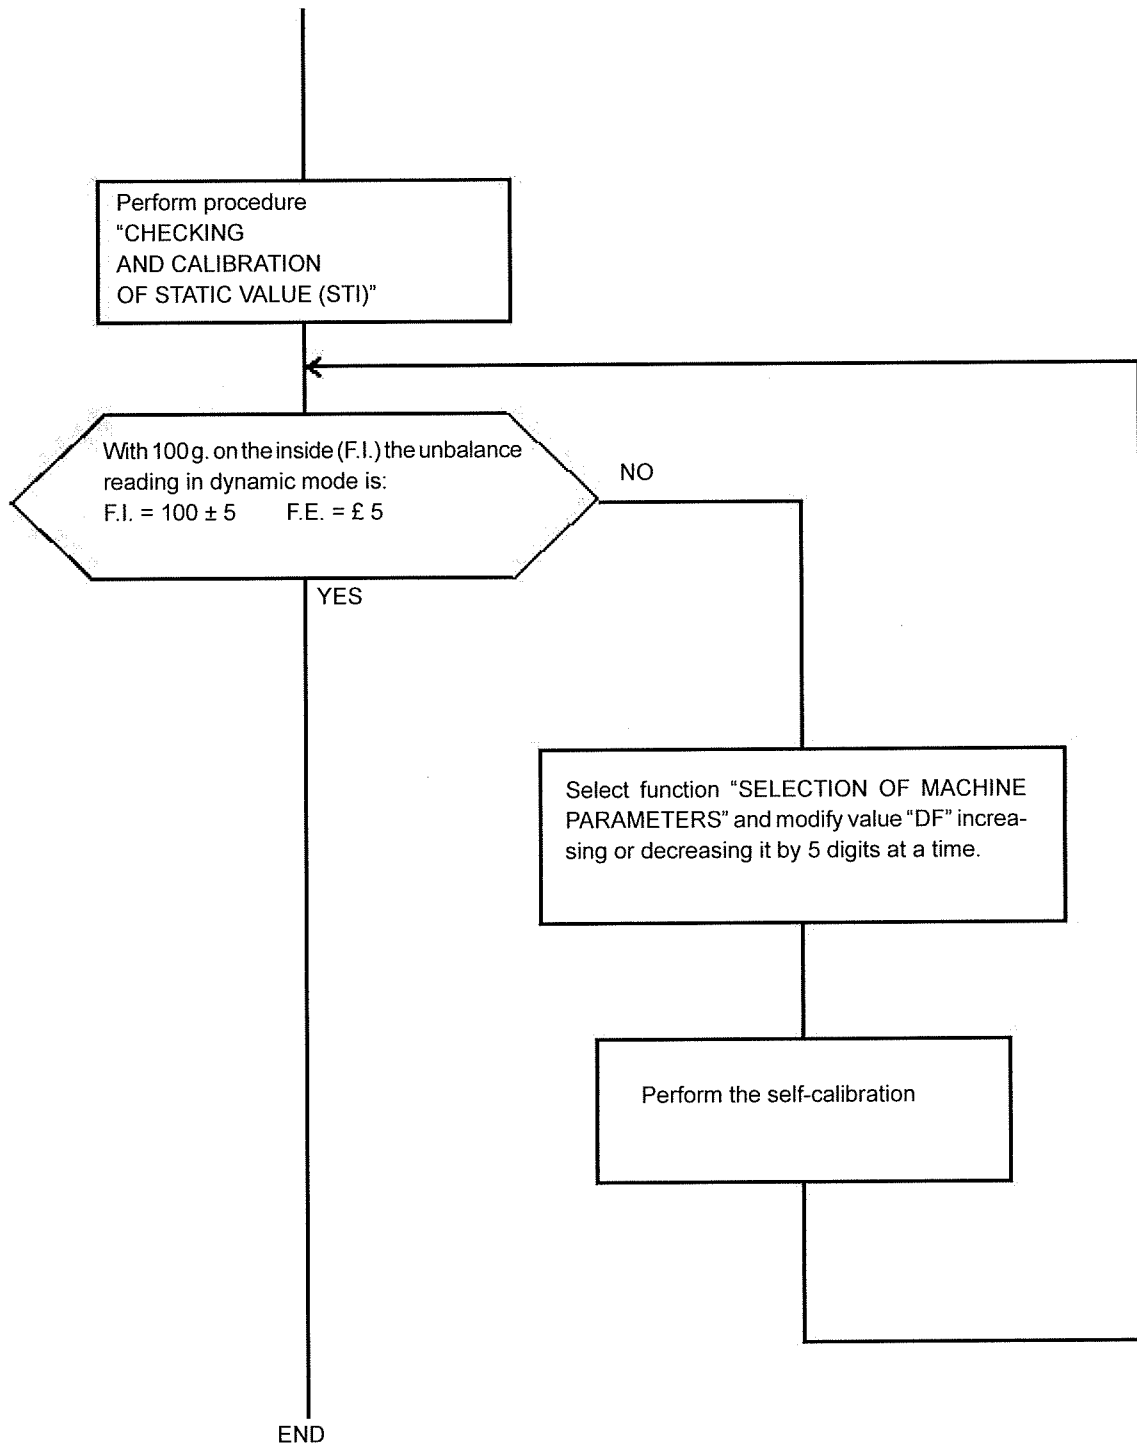 Perform procedure
“CHECKING
AND CALIBRATION
OF STATIC VALUE (STI)”
With 100 g. on the inside (F.I.) the unbalance
reading in dynamic mode is:
F.I. = 100 ± 5 F.E. = £ 5
NO
YES
Select function “SELECTION OF MACHINE
PARAMETERS” and modify value “DF” increa-
sing or decreasing it by 5 digits at a time.
Perform the self-calibration
END